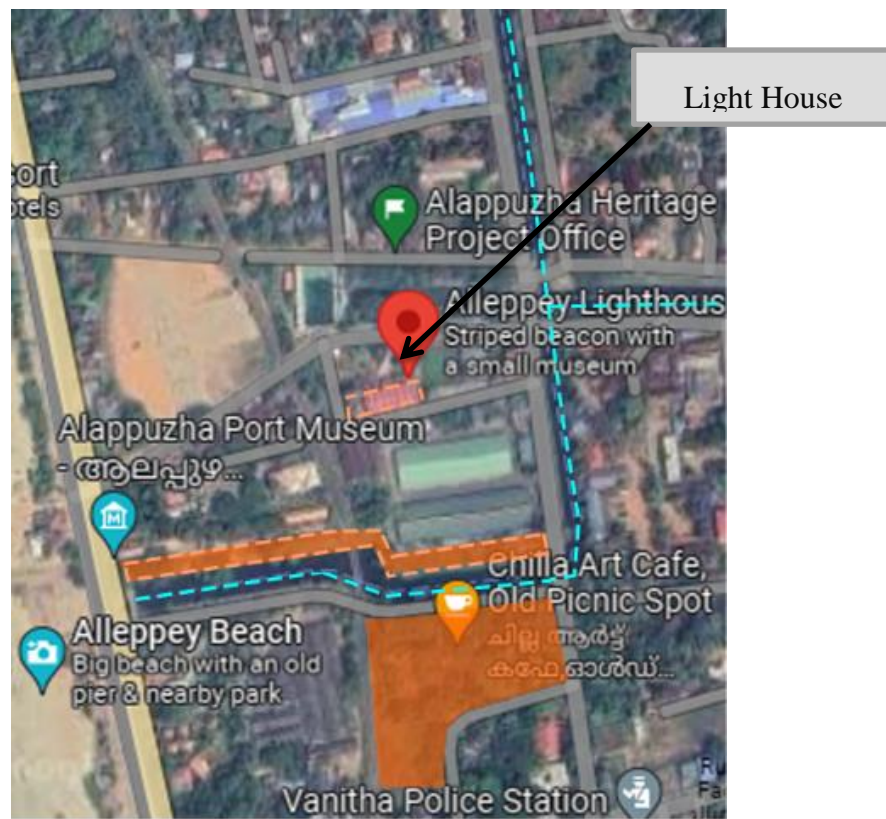 Light House
sort
otels
Alappuzha Heritage
Project Office
Alleppey Lighthous
Striped beacon with
a small museum
Alappuzha Port Museum
- ആലപ്പുഴ...
Chilla Art Cafe,
Old Picnic Spot
ചില്ല ആർട്ട്
കഫേ,ഓൾഡ്...
Alleppey Beach
Big beach with an old
pier & nearby park
Vanitha Police Station